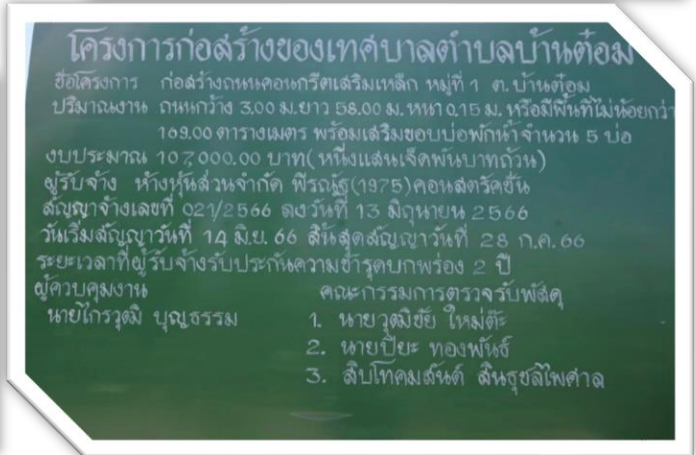 โครงการก่อสร้างของเทศบาลตำบลบ้านต๋อม
ชื่อโครงการ ก่อสร้างถนนคอนกรีตเสริมเหล็ก หมู่ที่ 1 ต.บ้านต๋อม
ปริมาณงาน ถนนกว้าง 3.00 ม.ยาว 58.00 ม.หนา 0.15 ม. หรือมีพื้นที่ไม่น้อยกว่า
169.00 ตารางเมตร พร้อมเสริมขอบบ่อพักน้ำ จำนวน 5 บ่อ
งบประมาณ 107,000.00 บาท(หนึ่งแสนเจ็ดพันบาทถ้วน)
ผู้รับจ้าง ห้างหุ้นส่วนจำกัด พีรณัฐ(1975)คอนสตรัคชั่น
สัญญาจ้างเลขที่ 021/2566 ลงวันที่ 13 มิถุนายน 2566
วันเริ่มสัญญาวันที่ 14 มิ.ย. 66 สิ้นสุดสัญญาวันที่ 28 ก.ค. 66
ระยะเวลาที่ผู้รับจ้างรับประกันความชำรุดบกพร่อง 2 ปี
ผู้ควบคุมงาน คณะกรรมการตรวจรับพัสดุ
นายไกรวุฒิ บุญธรรม 1. นายวุฒิชัย ใหม่ต๊ะ
2. นายปิยะ ทองพันธ์
3. สิบโทคมสันต์ สินธุชลไพศาล